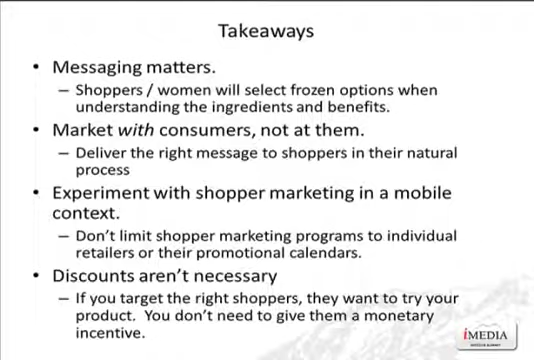 Takeaways
• Messaging matters.
– Shoppers / women will select frozen options when
understanding the ingredients and benefits.
• Market with consumers, not at them.
– Deliver the right message to shoppers in their natural
process
• Experiment with shopper marketing in a mobile
context.
– Don't limit shopper marketing programs to individual
retailers or their promotional calendars.
• Discounts aren't necessary
– If you target the right shoppers, they want to try your
product.  You don't need to give them a monetary
incentive.
iMEDIA